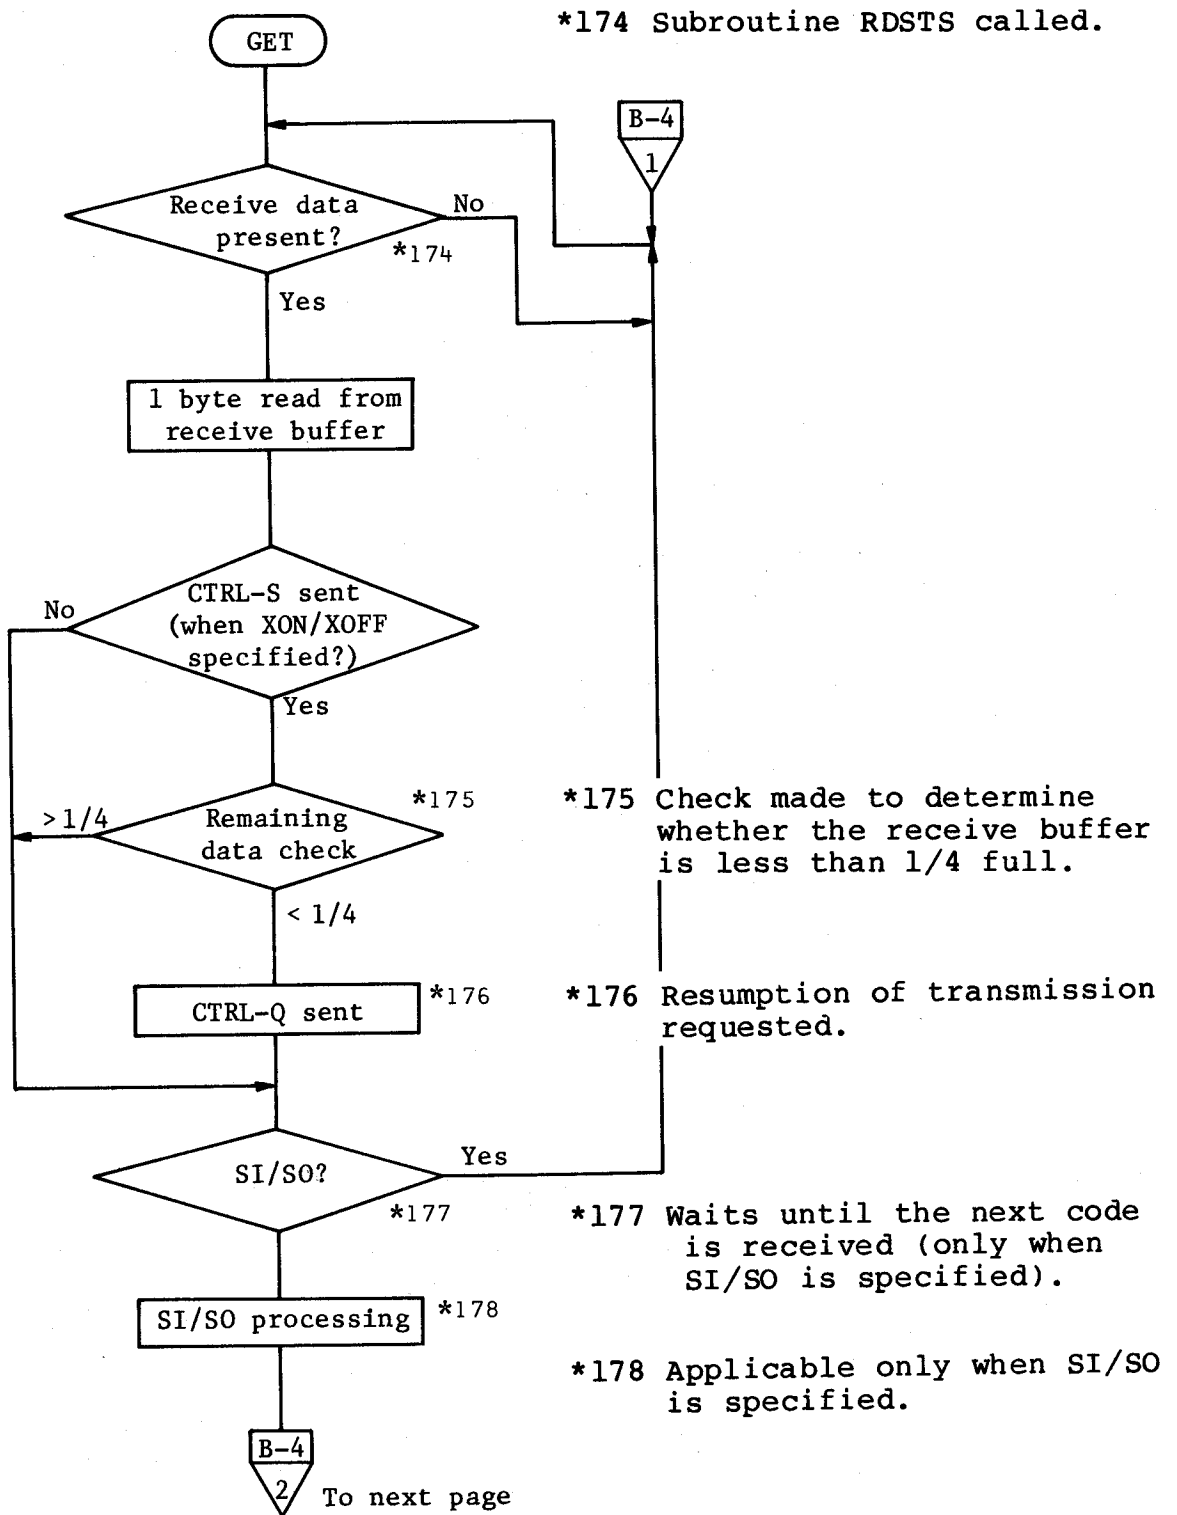 GET
*174 Subroutine RDSTS called.
B-4
1
Receive data
present?
No
*174
Yes
1 byte read from
receive buffer
CTRL-S sent
(when XON/XOFF
specified?)
No
Yes
*175
Remaining
data check
>1/4
< 1/4
*175 Check made to determine
whether the receive buffer
is less than 1/4 full.
CTRL-Q sent
*176
*176 Resumption of transmission
requested.
SI/SO?
Yes
*177
*177 Waits until the next code
is received (only when
SI/SO is specified).
SI/SO processing
*178
*178 Applicable only when SI/SO
is specified.
B-4
2
To next page